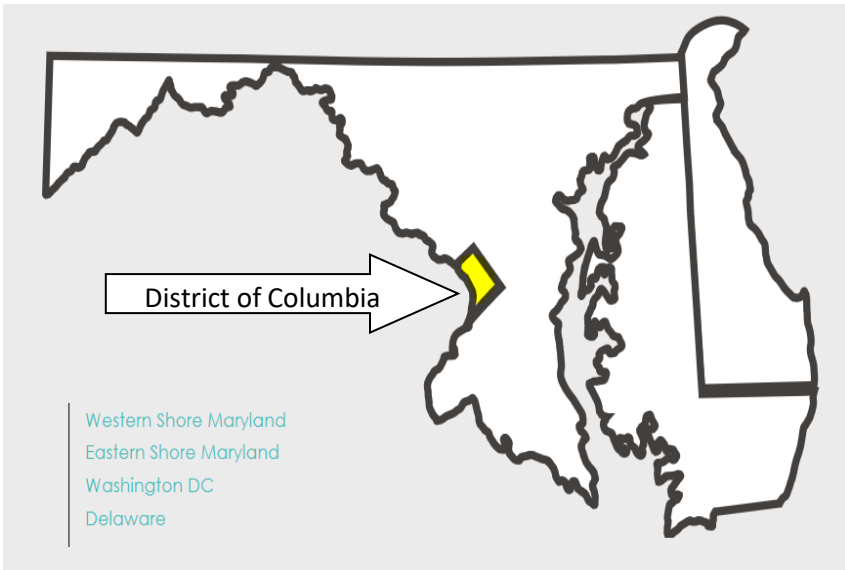 District of Columbia
Western Shore Maryland
Eastern Shore Maryland
Washington DC
Delaware